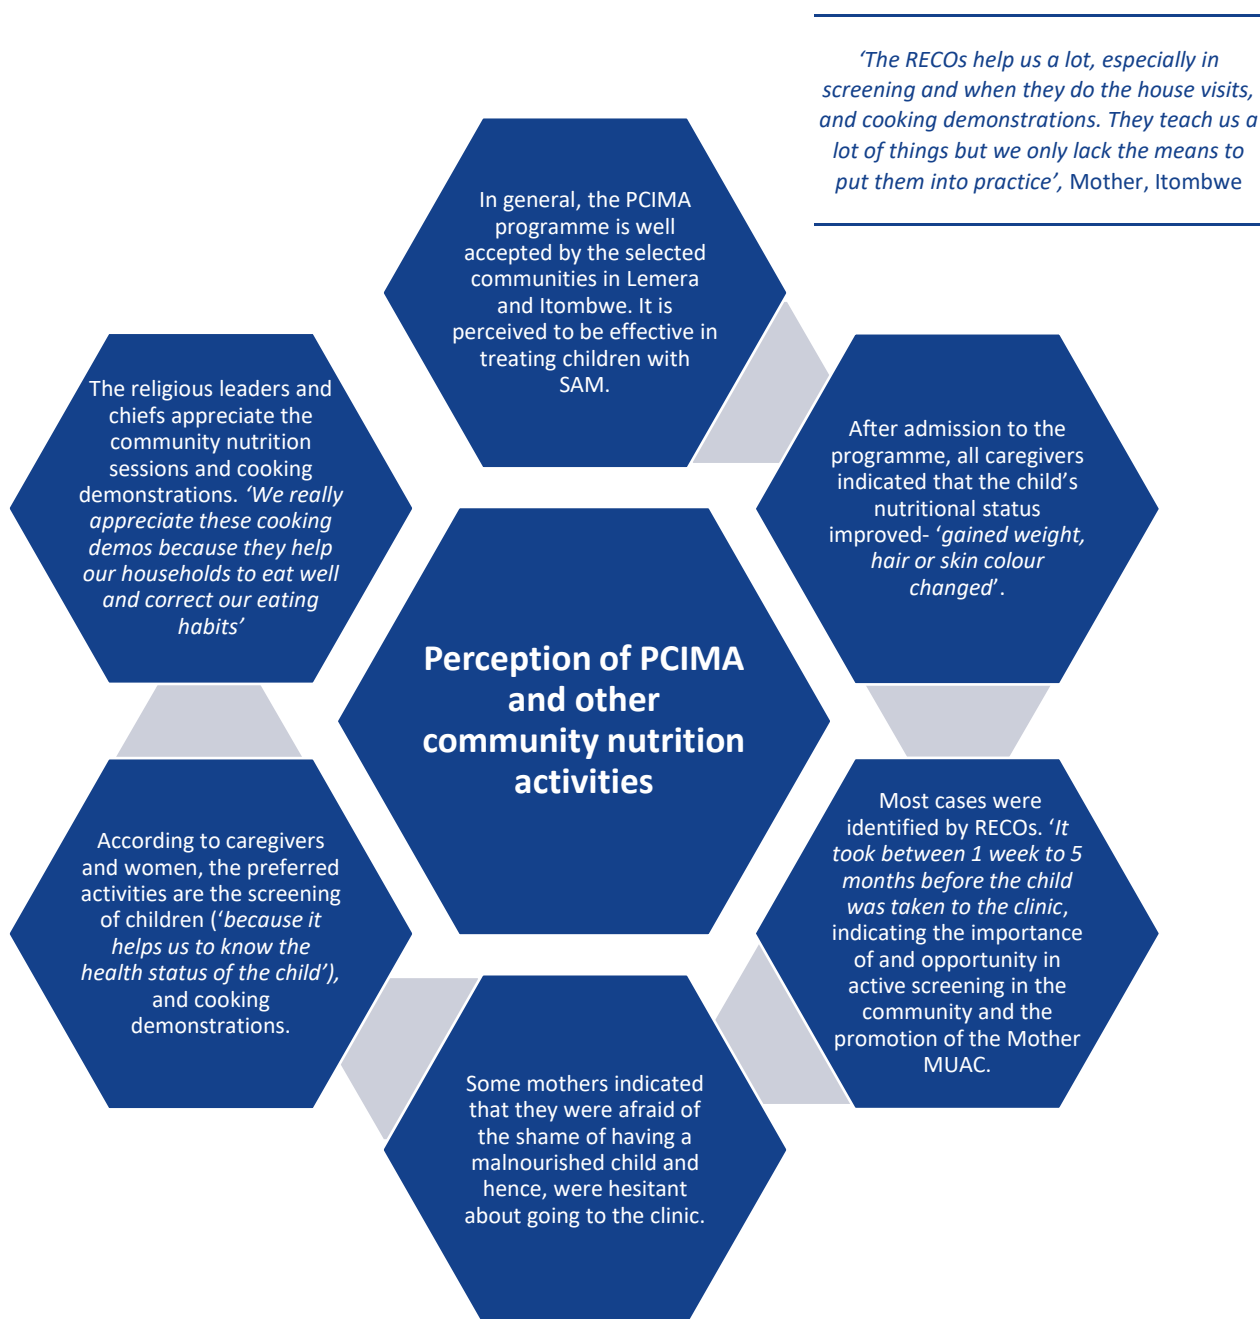 ‘The RECOs help us a lot, especially in
screening and when they do the house visits,
and cooking demonstrations. They teach us a
lot of things but we only lack the means to
put them into practice’, Mother, Itombwe
In general, the PCIMA
programme is well
accepted by the selected
communities in Lemera
and Itombwe. It is
perceived to be effective in
treating children with
SAM.
After admission to the
programme, all caregivers
indicated that the child’s
nutritional status
improved- ‘gained weight,
hair or skin colour
changed’.
Most cases were
identified by RECOs. ‘It
took between 1 week to 5
months before the child
was taken to the clinic,
indicating the importance
of and opportunity in
active screening in the
community and the
promotion of the Mother
MUAC.
Some mothers indicated
that they were afraid of
the shame of having a
malnourished child and
hence, were hesitant
about going to the clinic.
According to caregivers
and women, the preferred
activities are the screening
of children (‘because it
helps us to know the
health status of the child’),
and cooking
demonstrations.
The religious leaders and
chiefs appreciate the
community nutrition
sessions and cooking
demonstrations. ‘We really
appreciate these cooking
demos because they help
our households to eat well
and correct our eating
habits’
Perception of PCIMA
and other
community nutrition
activities